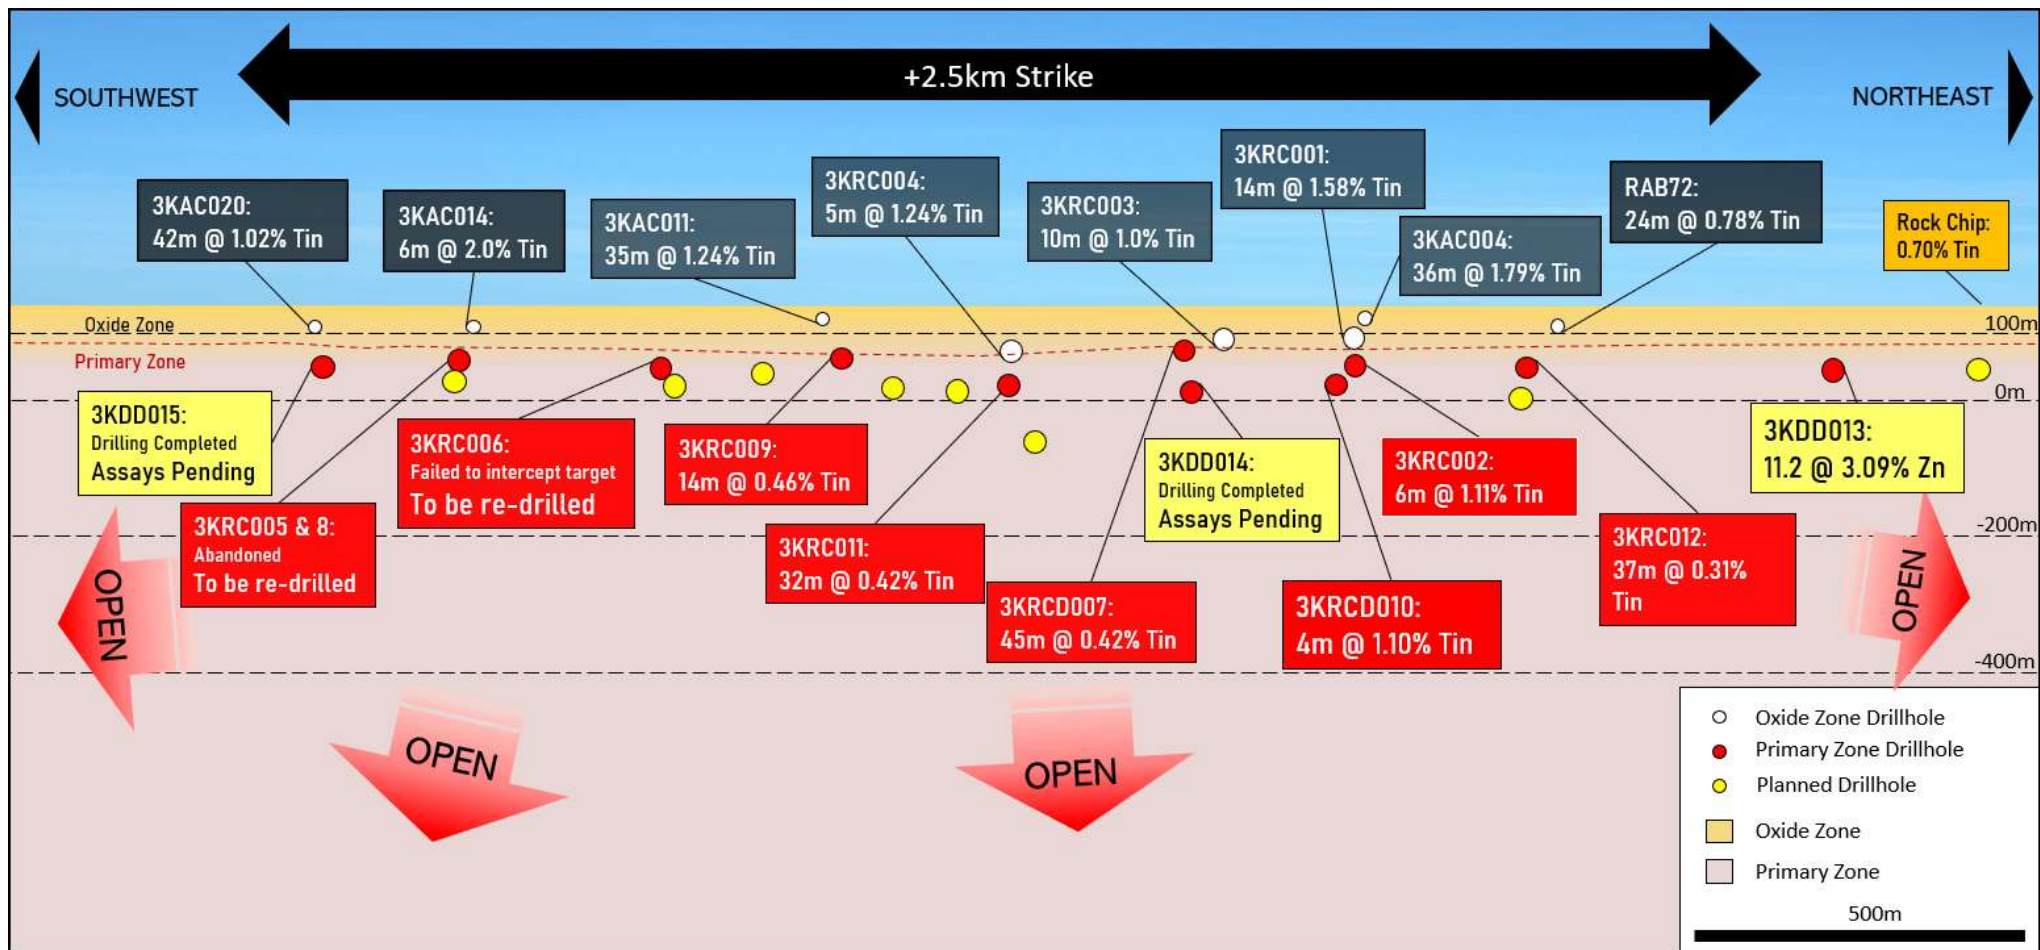 +2.5km Strike
SOUTHWEST
NORTHEAST
3KAC020:
42m @ 1.02% Tin
3KAC014:
6m @ 2.0% Tin
3KAC011:
35m @ 1.24% Tin
3KRC004:
5m @ 1.24% Tin
3KRC003:
10m @ 1.0% Tin
3KRC001:
14m @ 1.58% Tin
3KAC004:
36m @ 1.79% Tin
RAB72:
24m @ 0.78% Tin
Rock Chip:
0.70% Tin
Oxide Zone
Primary Zone
100m
0m
-200m
-400m
3KDD015:
Drilling Completed
Assays Pending
3KRC005 & 8:
Abandoned
To be re-drilled
3KRC006:
Failed to intercept target
To be re-drilled
3KRC009:
14m @ 0.46% Tin
3KRC011:
32m @ 0.42% Tin
3KRCD007:
45m @ 0.42% Tin
3KDD014:
Drilling Completed
Assays Pending
3KRCD010:
4m @ 1.10% Tin
3KRC002:
6m @ 1.11% Tin
3KRC012:
37m @ 0.31%
Tin
3KDD013:
11.2 @ 3.09% Zn
OPEN
OPEN
OPEN
OPEN
Oxide Zone Drillhole
Primary Zone Drillhole
Planned Drillhole
Oxide Zone
Primary Zone
500m